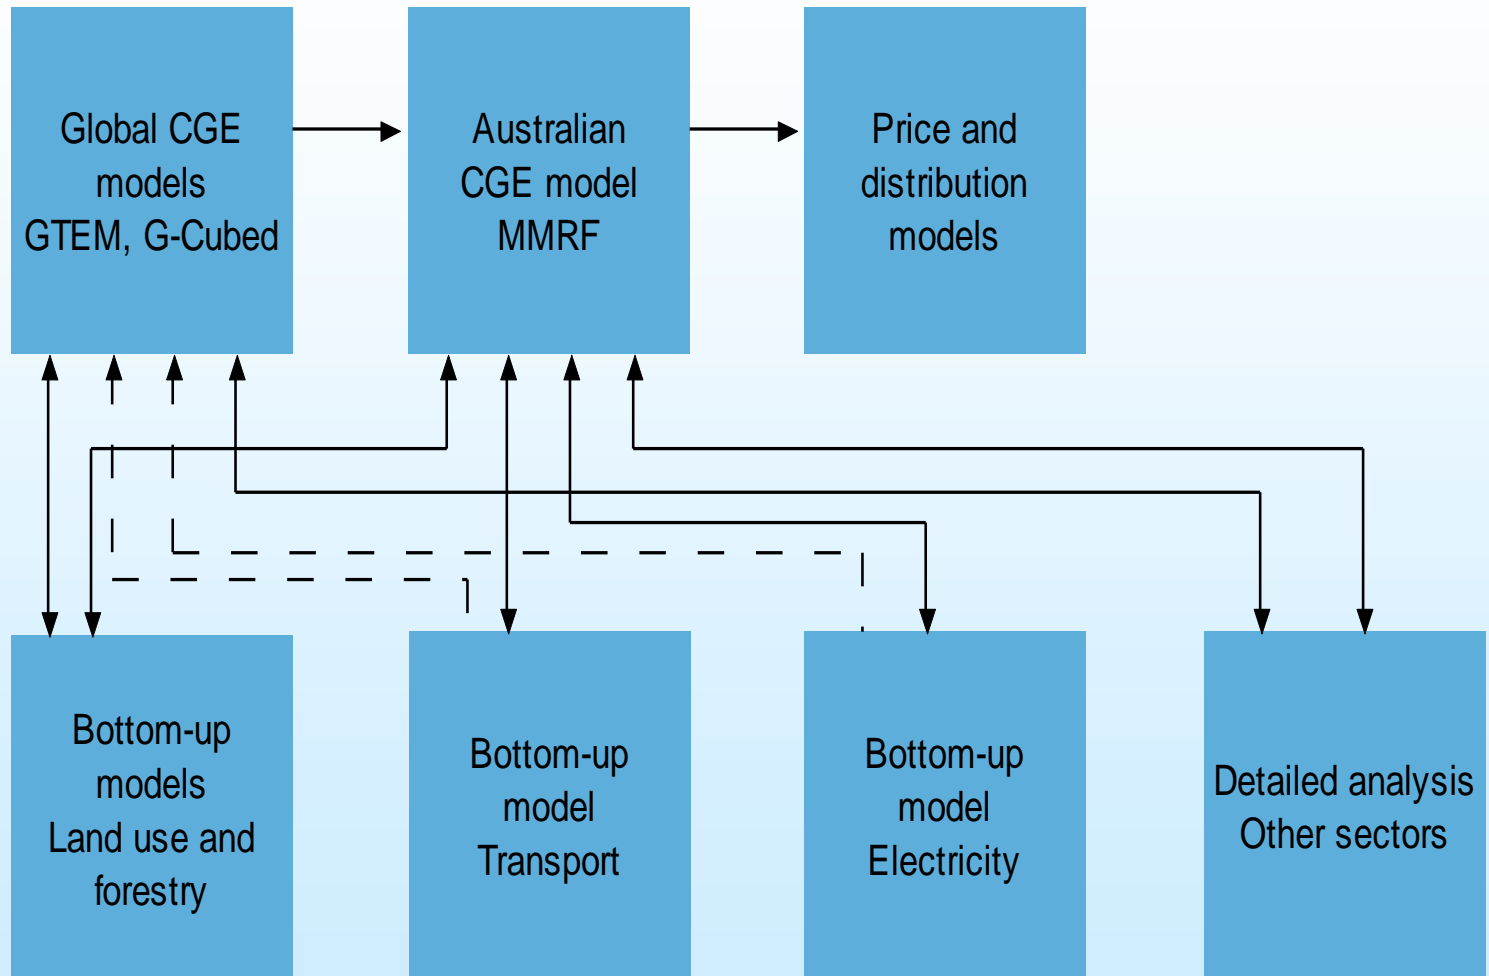 Global CGE
models
GTEM, G-Cubed
Australian
CGE model
MMRF
Price and
distribution
models
Bottom-up
models
Land use and
forestry
Bottom-up
model
Transport
Bottom-up
model
Electricity
Detailed analysis
Other sectors